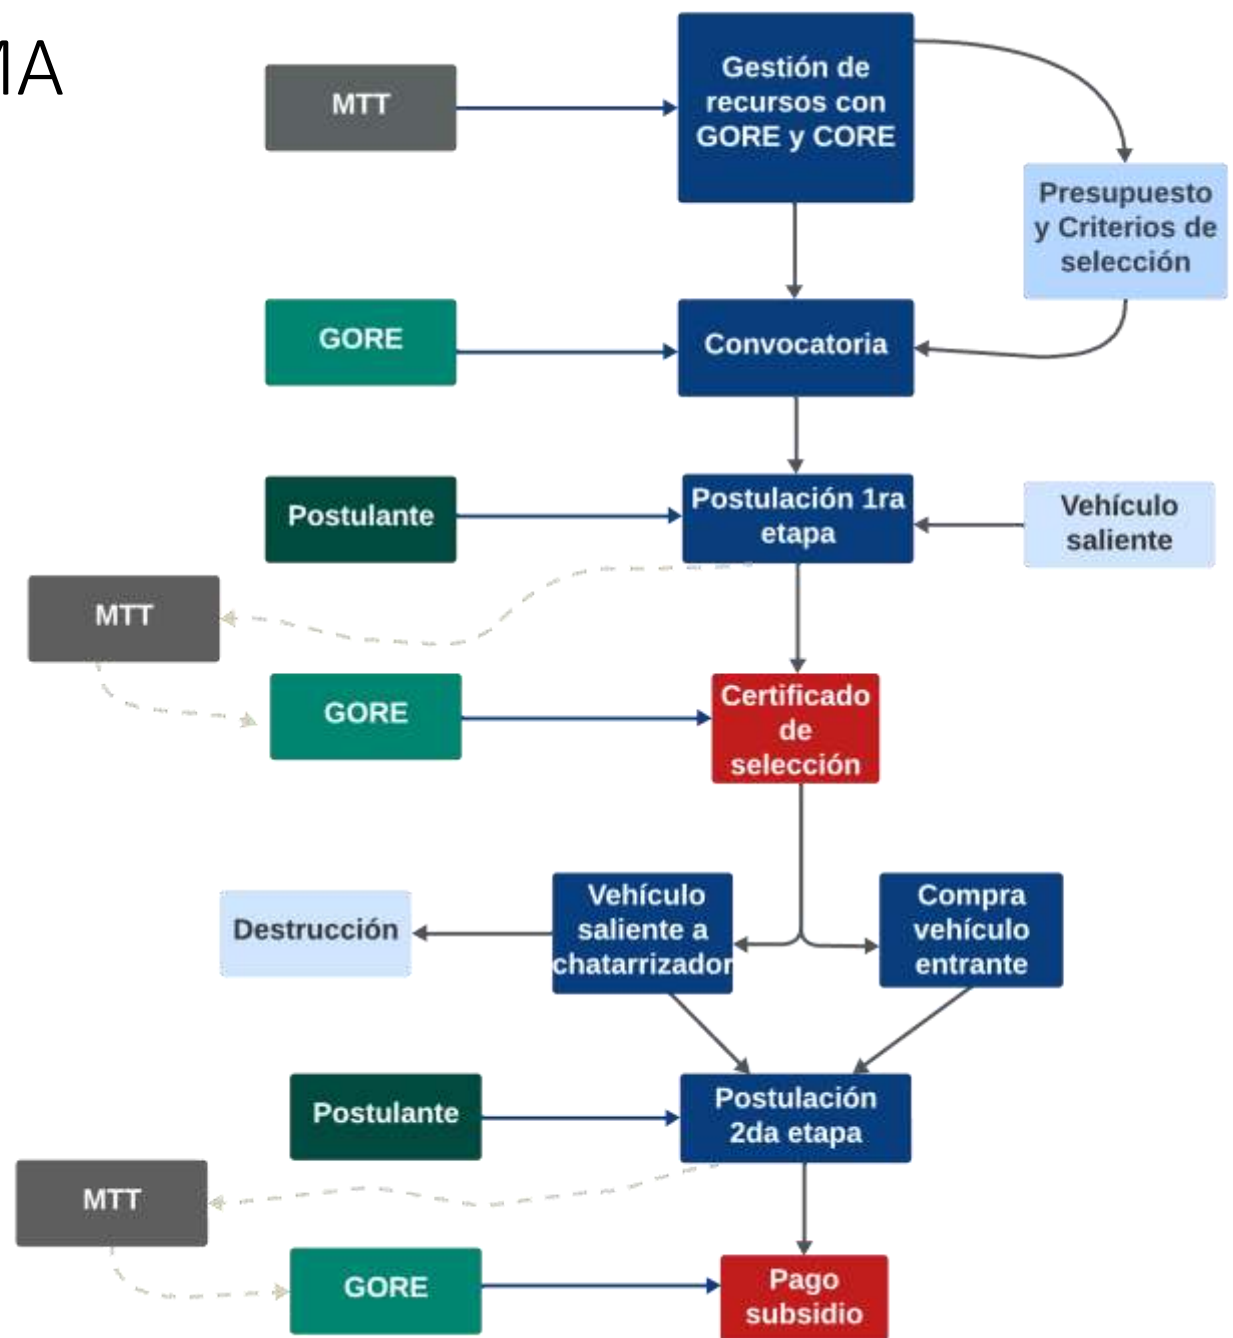 MA
MTT
Gestión de
recursos con
GORE y CORE
Presupuesto
y Criterios de
selección
GORE
Convocatoria
Postulante
Postulación 1ra
etapa
Vehículo
saliente
MTT
GORE
Certificado
de
selección
Destrucción
Vehículo
saliente a
chatarrizador
Compra
vehículo
entrante
Postulante
Postulación
2da etapa
MTT
GORE
Pago
subsidio